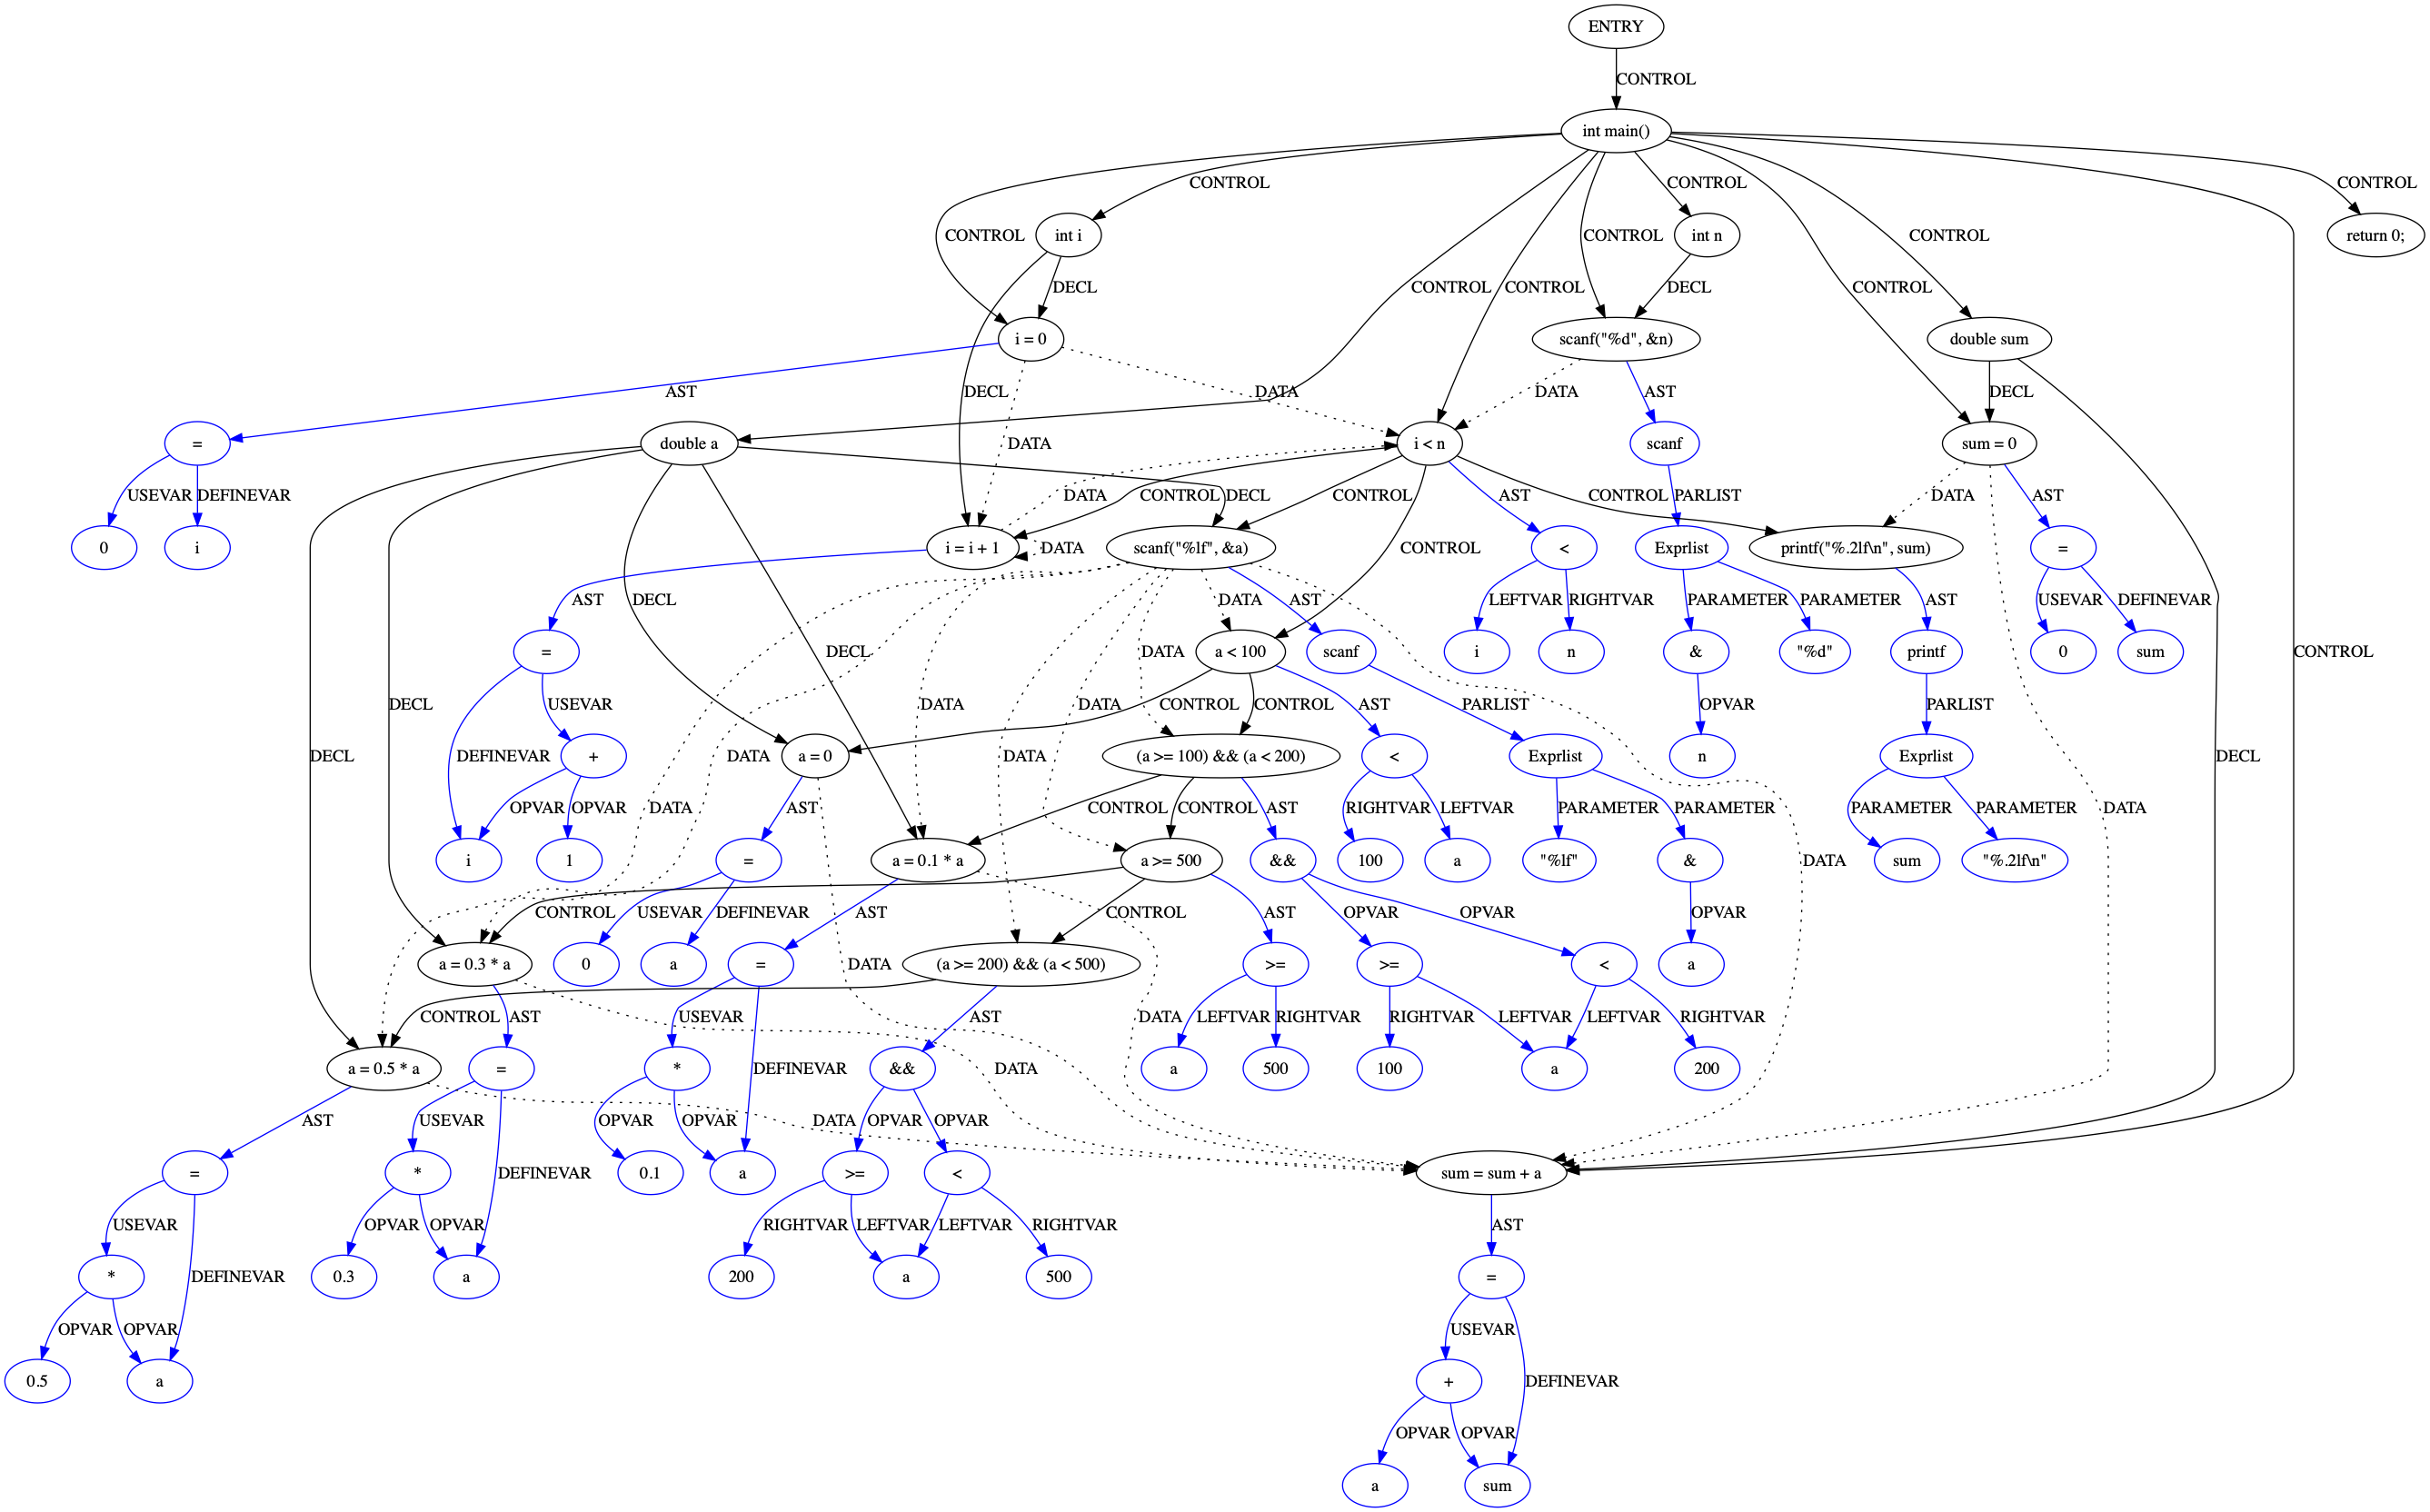 ENTRY
CONTROL
int main()
CONTROL CONTROL CONTROL
int i int n return 0;
CONTROL CONTROL CONTROL
DECL DECL CONTROL CONTROL CONTROL
i = 0 scanf("%d", &n) double sum
AST DECL DATA DATA AST DECL
= double a i < n scanf sum = 0
DATA
USEVAR DEFINEVAR DATA CONTROL DECL CONTROL AST CONTROL PARLIST DATA AST
0 i i = i + 1 DATA scanf("%lf", &a) CONTROL < Exprlist printf("%.2lf\n", sum) =
AST DECL DATA AST LEFTVAR RIGHTVAR PARAMETER PARAMETER AST USEVAR DEFINEVAR
= DECL DATA a < 100 scanf i n & "%d" printf 0 sum CONTROL
DEFINEVAR USEVAR DECL DATA DATA CONTROL CONTROL AST PARLIST OPVAR PARLIST
DECL + DATA a = 0 DATA (a >= 100) && (a < 200) < Exprlist n Exprlist DECL
OPVAR OPVAR DATA AST CONTROL CONTROL AST RIGHTVAR LEFTVAR PARAMETER PARAMETER PARAMETER PARAMETER DATA
i 1 = a = 0.1 * a a >= 500 && 100 a "%lf" & DATA sum "%.2lf\n"
CONTROL USEVAR DEFINEVAR AST CONTROL AST OPVAR OPVAR OPVAR
a = 0.3 * a 0 a = DATA (a >= 200) && (a < 500) >= >= < a
CONTROL AST USEVAR AST DATA LEFTVAR RIGHTVAR RIGHTVAR LEFTVAR LEFTVAR RIGHTVAR
a = 0.5 * a = * DEFINEVAR && DATA a 500 100 a 200
AST USEVAR OPVAR OPVAR DATA OPVAR OPVAR
= * DEFINEVAR 0.1 a >= < sum = sum + a
USEVAR OPVAR OPVAR RIGHTVAR LEFTVAR LEFTVAR RIGHTVAR AST
* DEFINEVAR 0.3 a 200 a 500 =
OPVAR OPVAR USEVAR
0.5 a + DEFINEVAR
OPVAR OPVAR
a sum